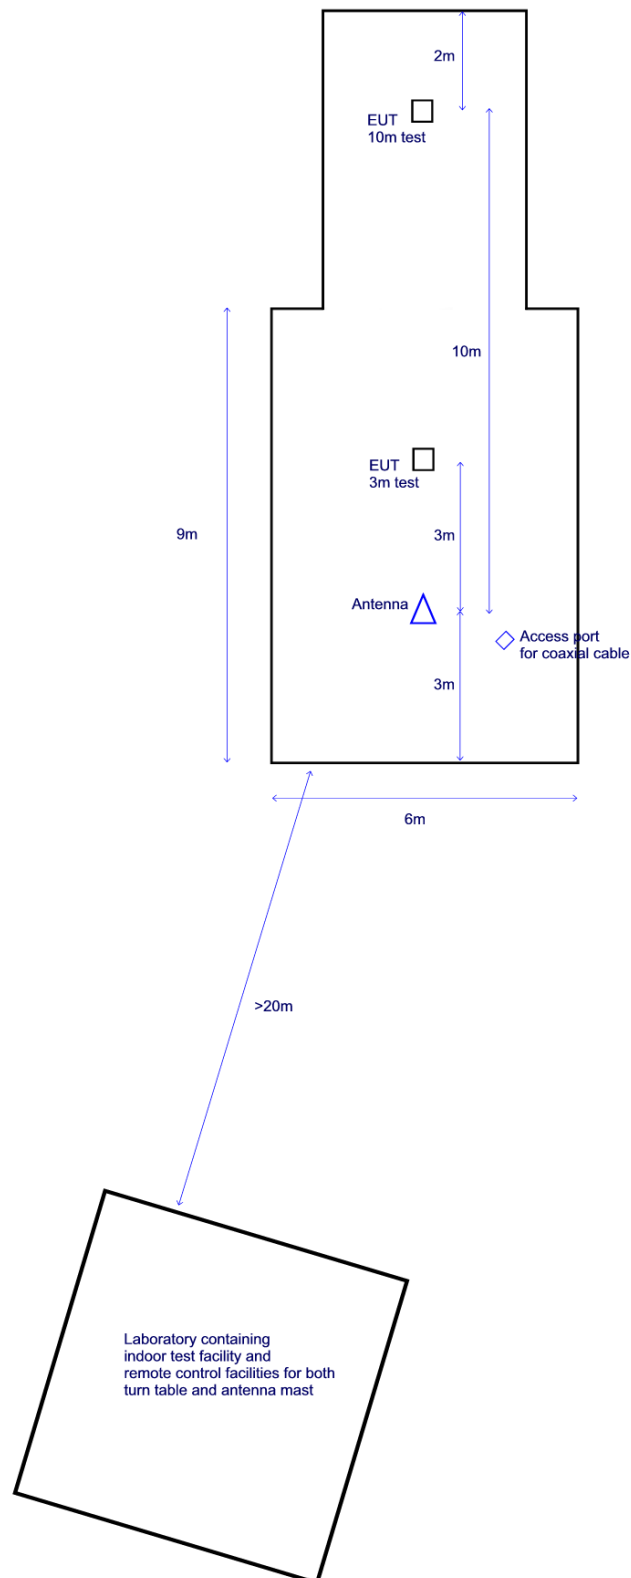 2m
EUT
10m test
10m
EUT
3m test
9m
3m
Antenna
Access port
for coaxial cable
3m
6m
>20m
Laboratory containing
indoor test facility and
remote control facilities for both
turn table and antenna mast